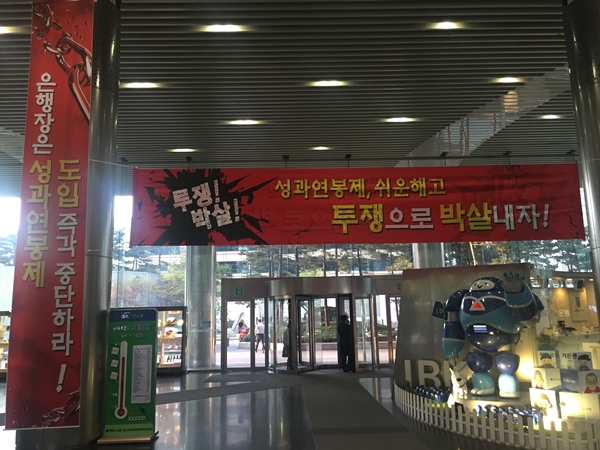 은행장은
성과연봉제
도입 즉각 중단하라!
투쟁!
박살!
성과연봉제, 쉬운해고
투쟁으로 박살내자!
IBK